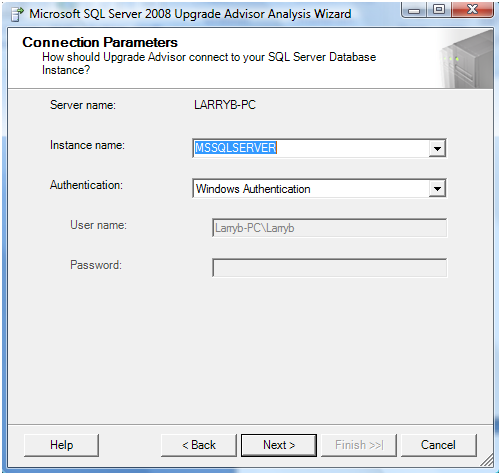 Microsoft SQL Server 2008 Upgrade Advisor Analysis Wizard
Connection Parameters
How should Upgrade Advisor connect to your SQL Server Database
Instance?
Server name: LARRYB-PC
Instance name: MSSQLSERVER
Authentication: Windows Authentication
User name: Larryb-PC\Larryb
Password:
Help < Back Next > Finish >>| Cancel